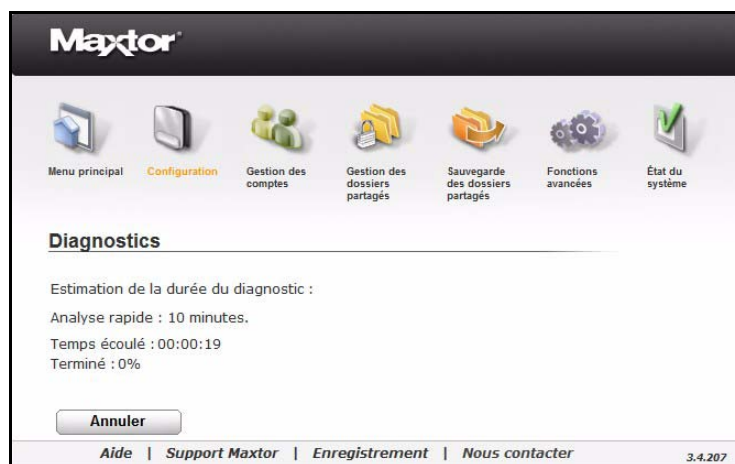 Maxtor
Menu principal
Configuration
Gestion des
comptes
Gestion des
dossiers
partagés
Sauvegarde
des dossiers
partagés
Fonctions
avancées
État du
système
Diagnostics
Estimation de la durée du diagnostic :
Analyse rapide : 10 minutes.
Temps écoulé : 00:00:19
Terminé : 0%
Annuler
Aide | Support Maxtor | Enregistrement | Nous contacter
3.4.207